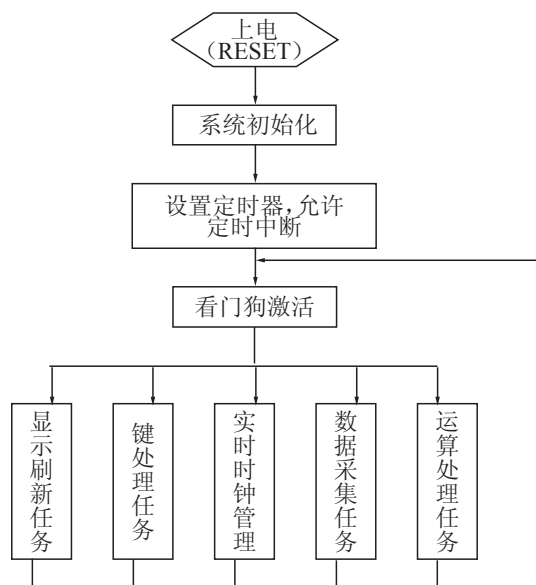 上电
（RESET）
系统初始化
设置定时器,允许
定时中断
看门狗激活
显示刷新任务
键处理任务
实时时钟管理
数据采集任务
运算处理任务